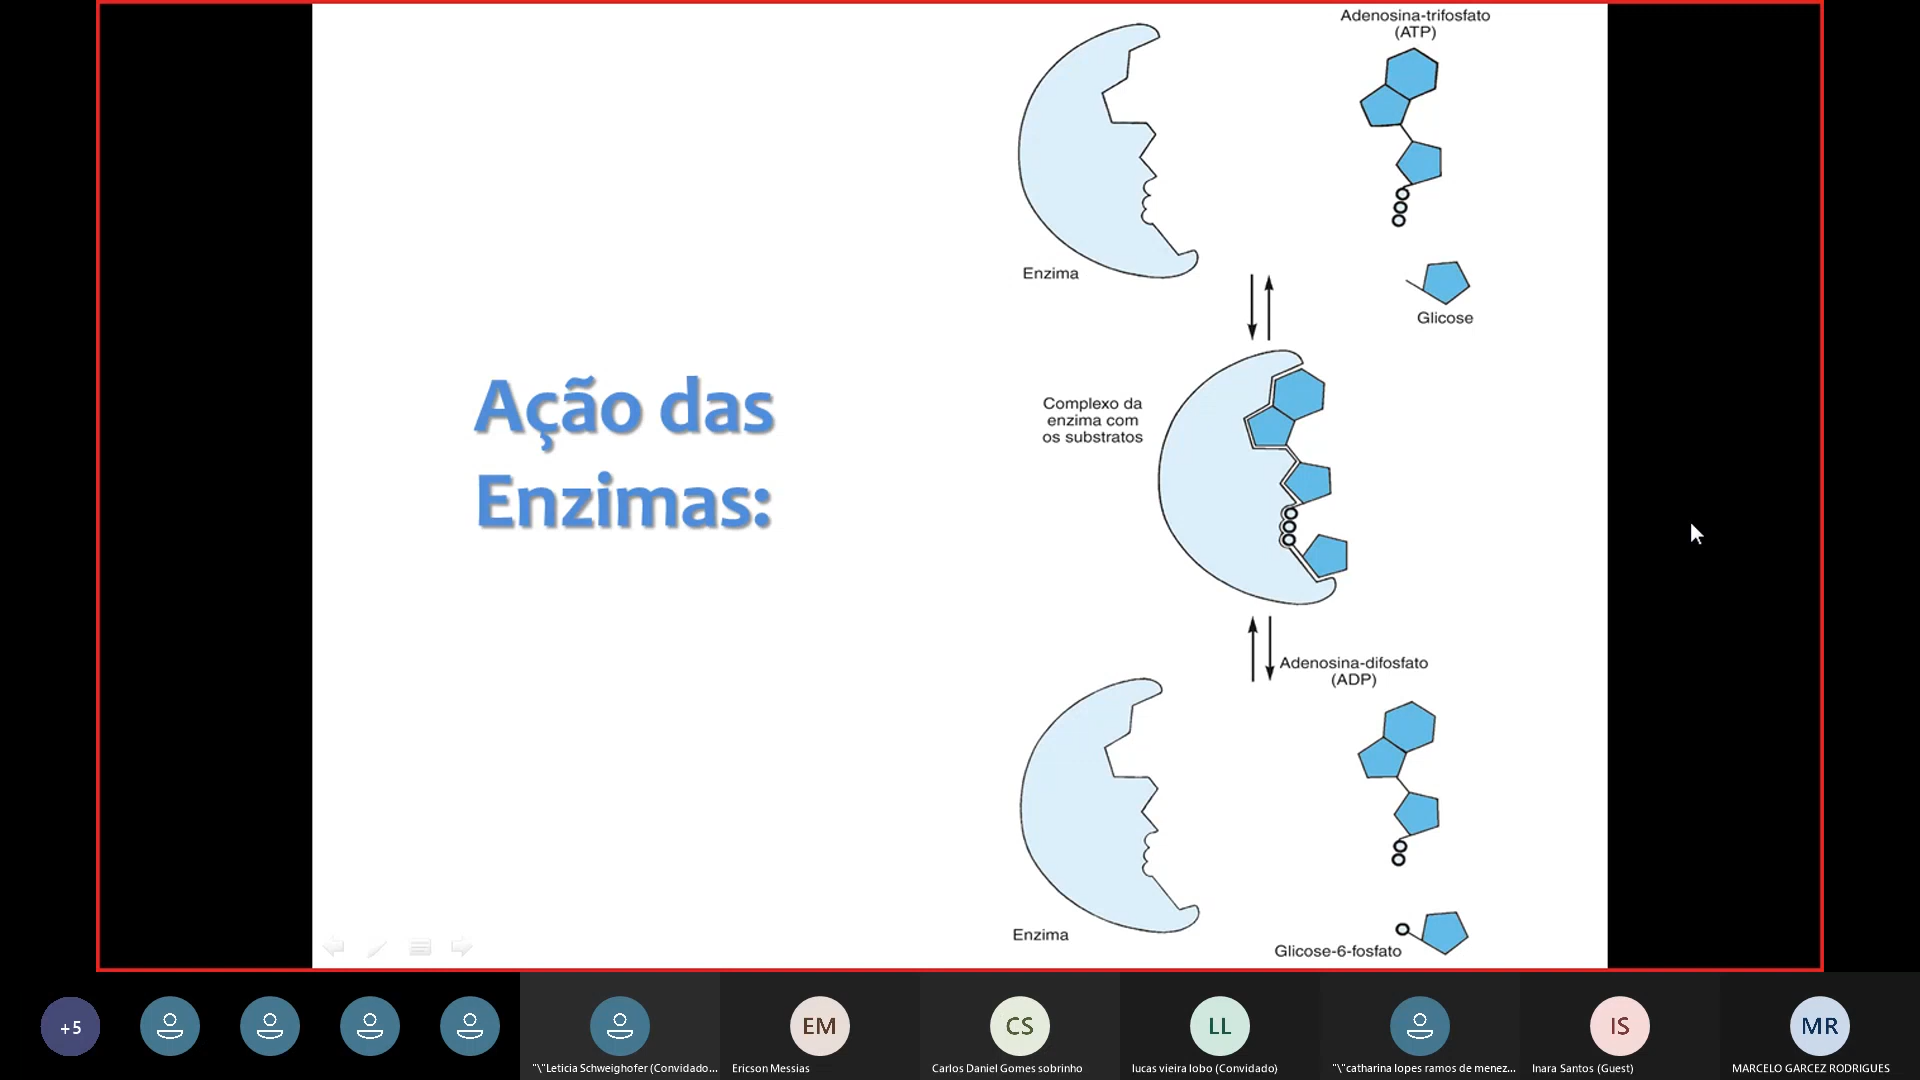 Adenosina-trifosfato
(ATP)
Enzima
Glicose
Ação das
Enzimas:
Complexo da
enzima com
os substratos
Adenosina-difosfato
(ADP)
Enzima
Glicose-6-fosfato
+5
EM
CS
LL
IS
MR
"\"Leticia Schweighofer (Convidado...
Ericson Messias
Carlos Daniel Gomes sobrinho
lucas vieira lobo (Convidado)
"\"catharina lopes ramos de menez...
Inara Santos (Guest)
MARCELO GARCEZ RODRIGUES